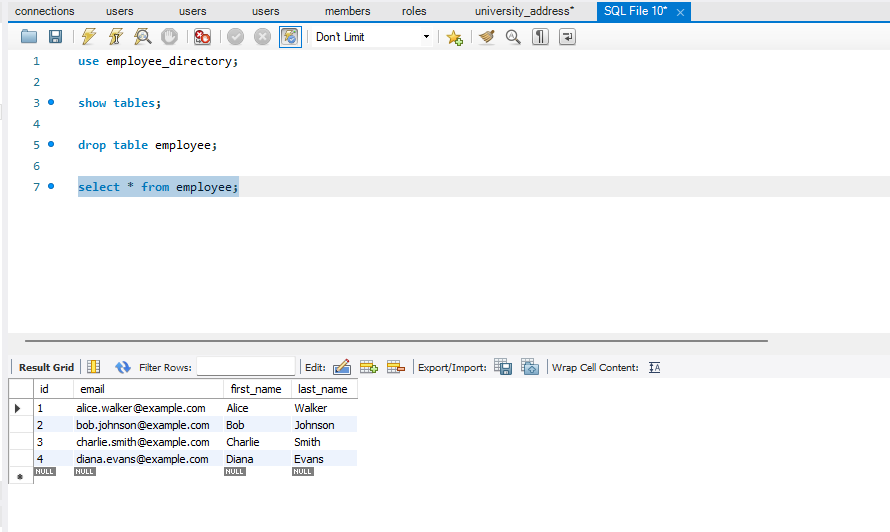 connections users users users members roles university_address* SQL File 10* ×
Don't Limit
1 use employee_directory;
2
3 show tables;
4
5 drop table employee;
6
7 select * from employee;
Result Grid Filter Rows: Edit: Export/Import: Wrap Cell Content:
id email first_name last_name
1 alice.walker@example.com Alice Walker
2 bob.johnson@example.com Bob Johnson
3 charlie.smith@example.com Charlie Smith
4 diana.evans@example.com Diana Evans
NULL NULL NULL NULL